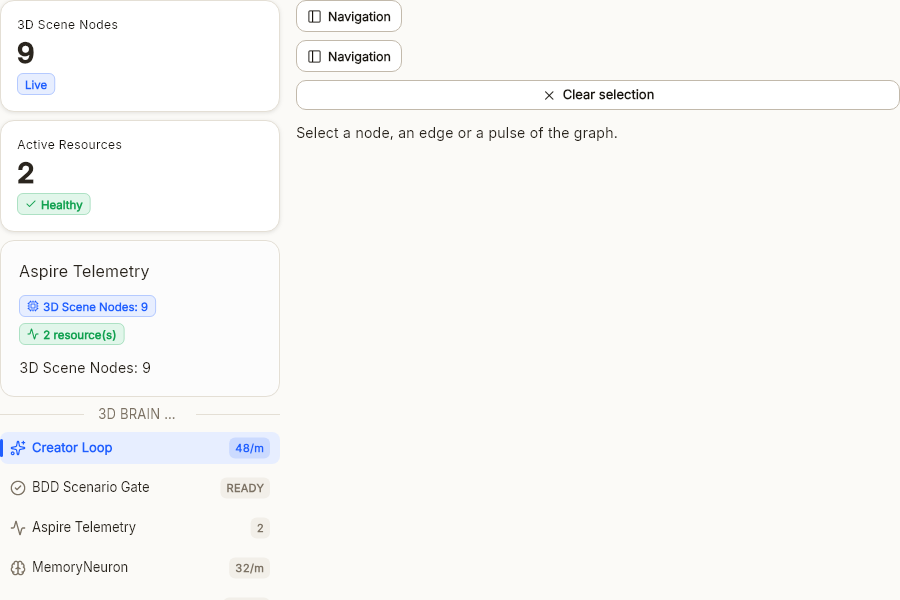 3D Scene Nodes
9
Live
Active Resources
2
Healthy
Aspire Telemetry
3D Scene Nodes: 9
2 resource(s)
3D Scene Nodes: 9
3D BRAIN ...
Creator Loop 48/m
BDD Scenario Gate READY
Aspire Telemetry 2
MemoryNeuron 32/m
Navigation
Navigation
Clear selection
Select a node, an edge or a pulse of the graph.